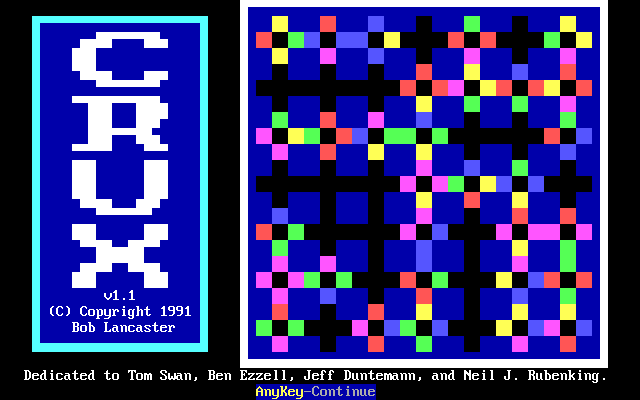 CRUX
v1.1
(C) Copyright 1991
Bob Lancaster
Dedicated to Tom Swan, Ben Ezzell, Jeff Duntemann, and Neil J. Rubenking.
AnyKey-Continue